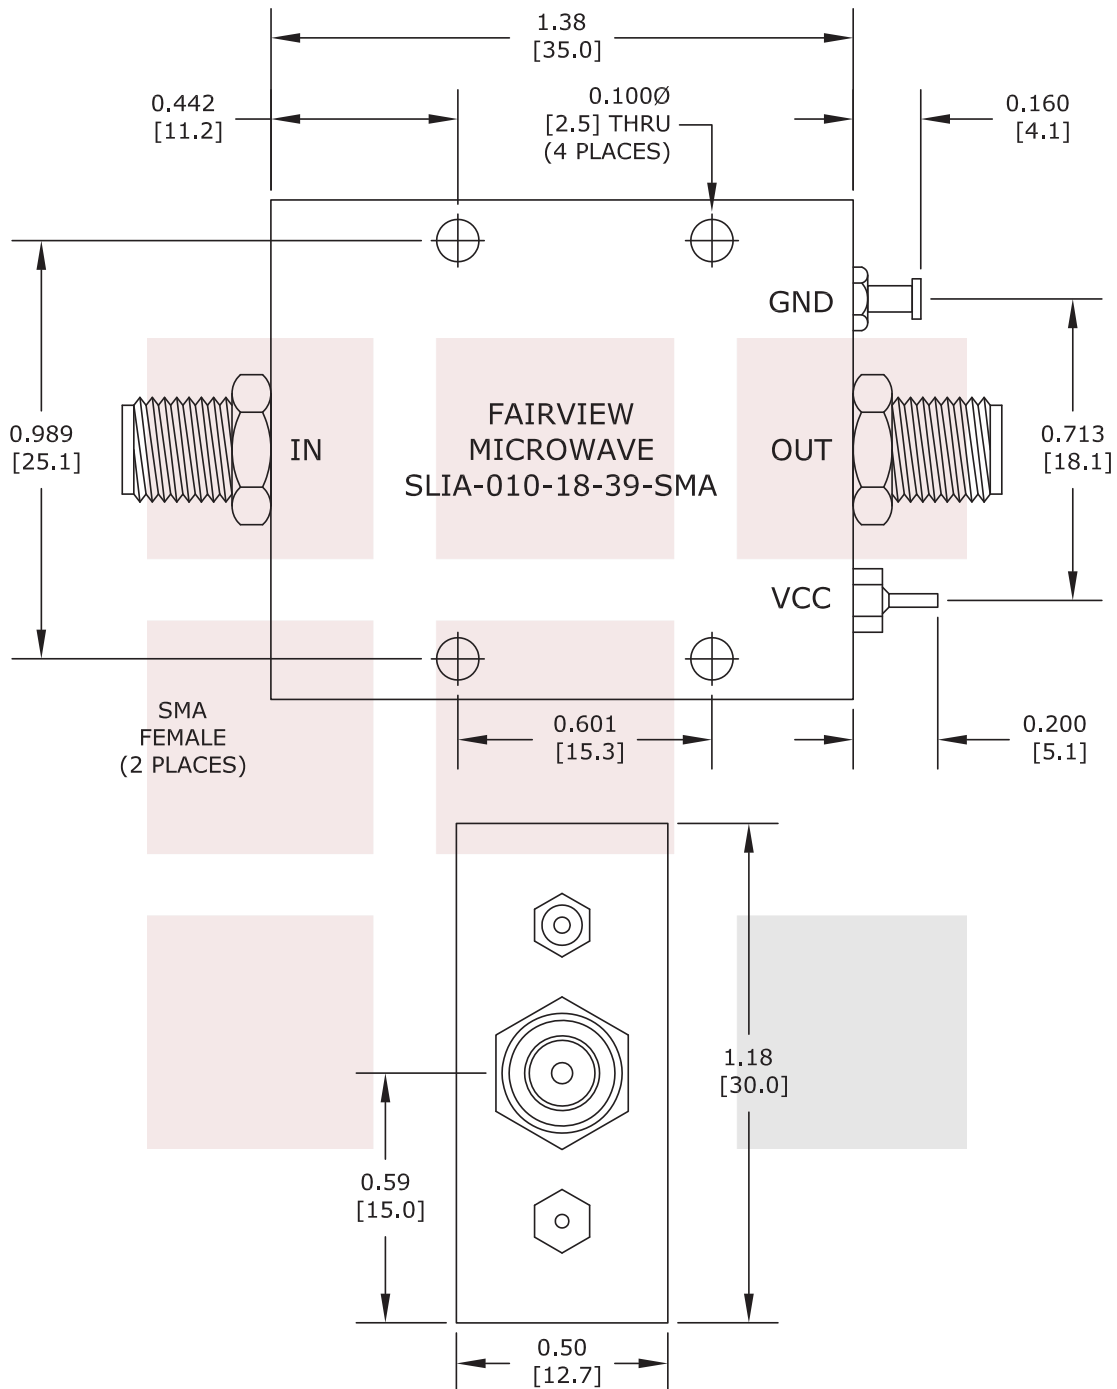 1.38
[35.0]
0.442
[11.2]
0.100Ø
[2.5] THRU
(4 PLACES)
0.160
[4.1]
GND
0.989
[25.1]
IN
FAIRVIEW
MICROWAVE
SLIA-010-18-39-SMA
OUT
0.713
[18.1]
VCC
SMA
FEMALE
(2 PLACES)
0.601
[15.3]
0.200
[5.1]
1.18
[30.0]
0.59
[15.0]
0.50
[12.7]